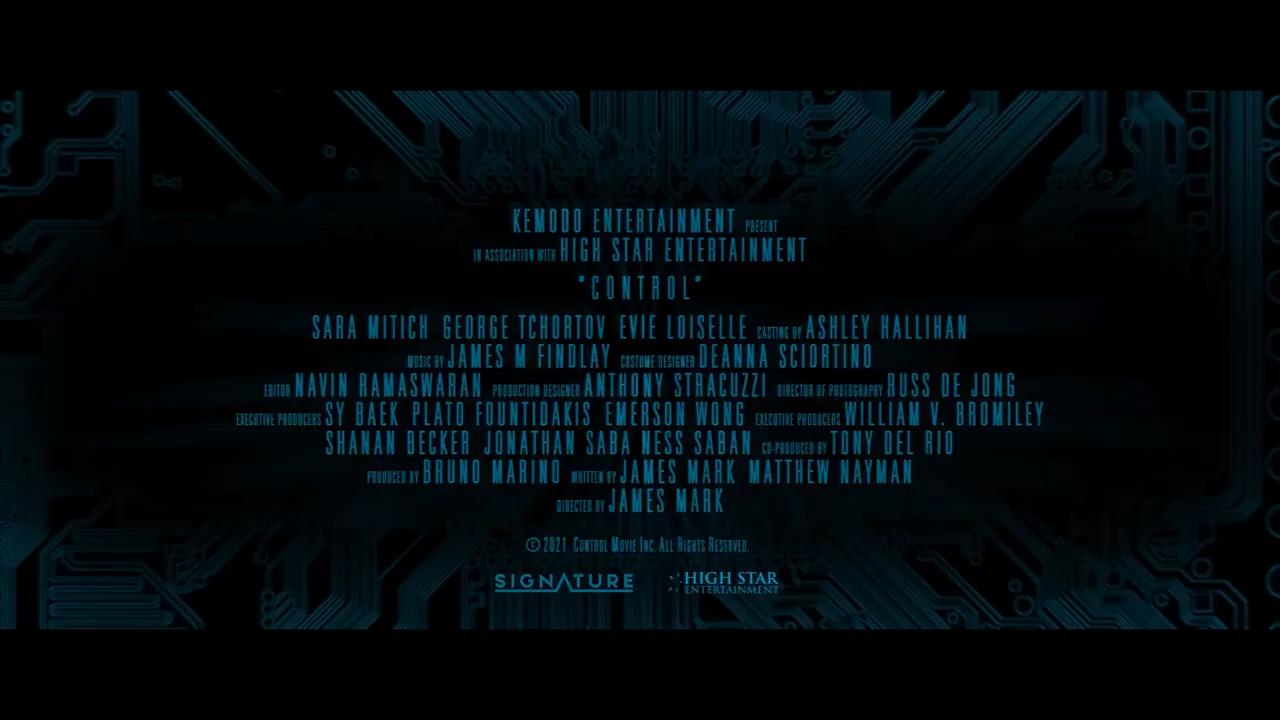 KEMODO ENTERTAINMENT PRESENT
IN ASSOCIATION WITH HIGH STAR ENTERTAINMENT
"CONTROL"
SARA MITICH GEORGE TCHORTOV EVIE LOISELLE CASTING BY ASHLEY HALLIHAN
MUSIC BY JAMES M FINDLAY COSTUME DESIGNER DEANNA SCIORTINO
EDITOR NAVIN RAMASWARAN PRODUCTION DESIGNER ANTHONY STRACUZZI DIRECTOR OF PHOTOGRAPHY RUSS DE JONG
EXECUTIVE PRODUCERS SY BAEK PLATO FOUNTIDAKIS EMERSON WONG EXECUTIVE PRODUCERS WILLIAM V. BROMILEY
SHANAN BECKER JONATHAN SABA NESS SABAN CO-PRODUCED BY TONY DEL RIO
PRODUCED BY BRUNO MARINO WRITTEN BY JAMES MARK MATTHEW NAYMAN
DIRECTED BY JAMES MARK
© 2021 CONTROL MOVIE INC. ALL RIGHTS RESERVED.
SIGNATURE HIGH STAR
ENTERTAINMENT